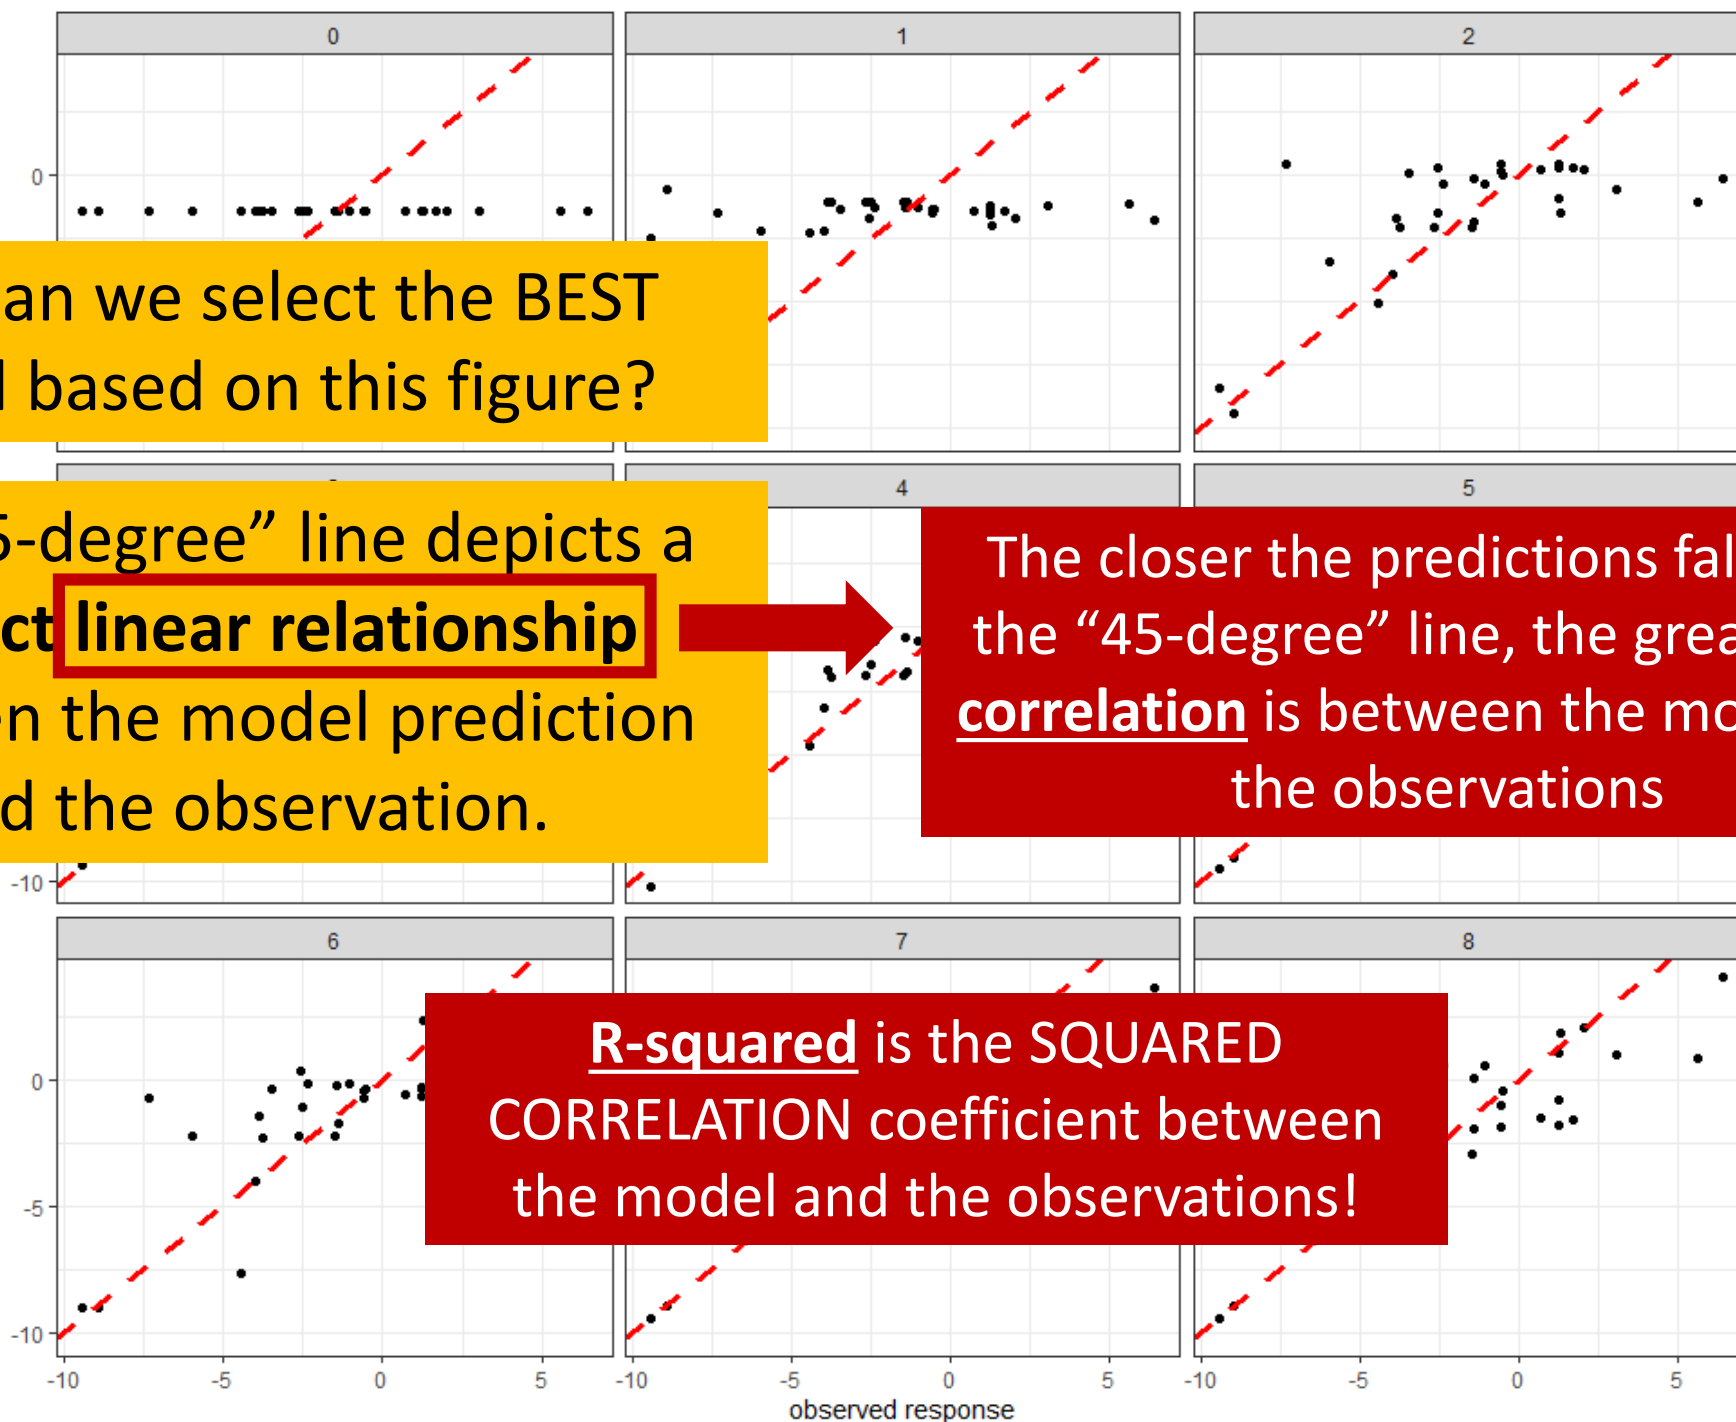 0
1
2
0
an we select the BEST
based on this figure?
4
5
5-degree” line depicts a
ct linear relationship
en the model prediction
d the observation.
The closer the predictions fal
the “45-degree” line, the grea
correlation is between the mo
the observations
-10
6
7
8
R-squared is the SQUARED
CORRELATION coefficient between
the model and the observations!
0
-5
-10
-10 -5 0 5 -10 -5 0 5 -10 -5 0 5
observed response